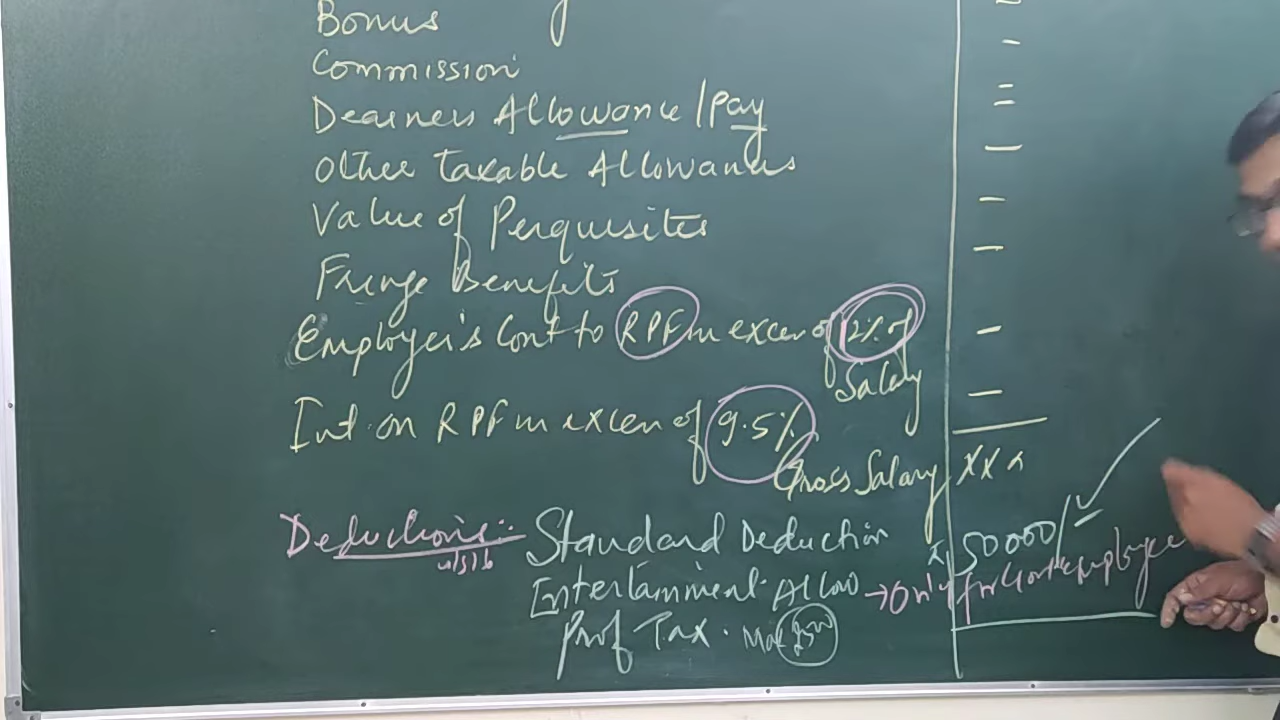 Bonus
Commission
Dearness Allowance/Pay
Other Taxable Allowances
Value of Perquisites
Fringe Benefits
Employer's Cont to RPF in excess of 12% of
Salary
Int. on RPF in excess of 9.5%
Gross Salary XXX
Deductions:- Standard Deduction 50000/-
u/s 16
Entertainment Allow → Only for Govt employee
Prof Tax. Max